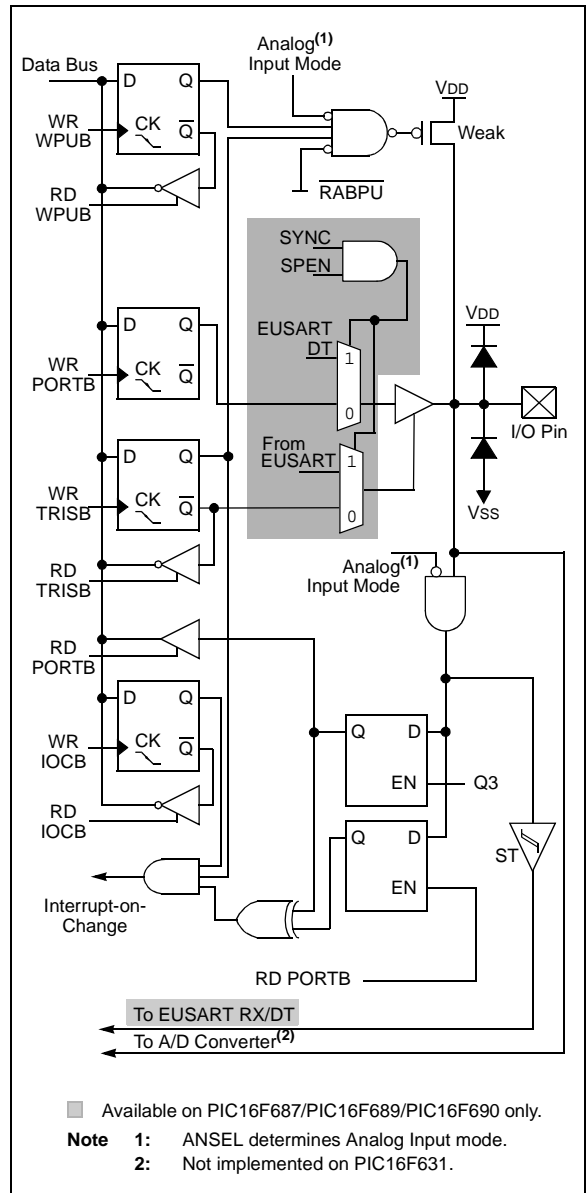 Analog(1)
Input Mode
Data Bus
D Q
VDD
WR
WPUB
CK
Q
Weak
RD
WPUB
RABPU
SYNC
SPEN
D Q
EUSART
DT
1
0
VDD
WR
PORTB
CK
Q
I/O Pin
D Q
From
EUSART
1
0
WR
TRISB
CK
Q
VSS
RD
TRISB
Analog(1)
Input Mode
RD
PORTB
D Q
WR
IOCB
CK
Q
Q D
EN
Q3
RD
IOCB
Q D
EN
ST
Interrupt-on-
Change
RD PORTB
To EUSART RX/DT
To A/D Converter(2)
Available on PIC16F687/PIC16F689/PIC16F690 only.
Note 1: ANSEL determines Analog Input mode.
2: Not implemented on PIC16F631.